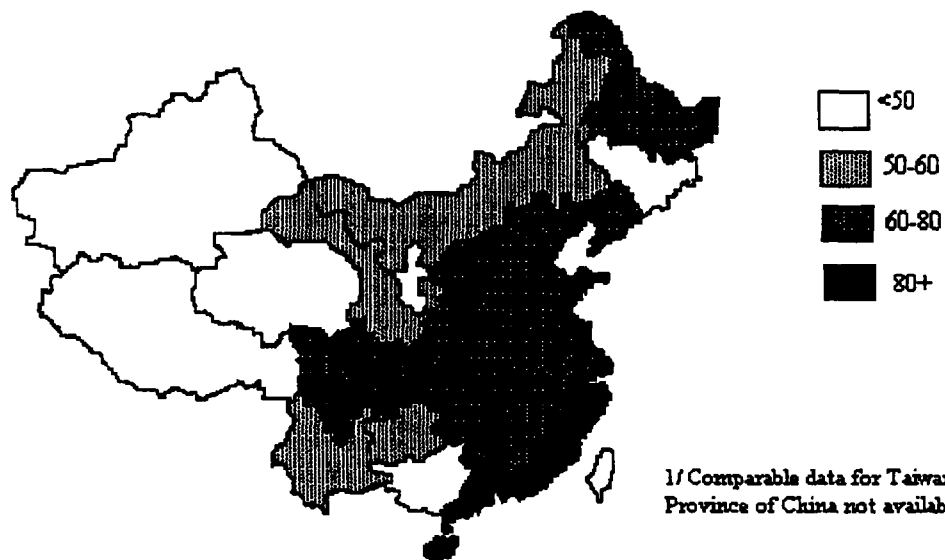 <50
50-60
60-80
80+
1/ Comparable data for Taiwan
Province of China not availab